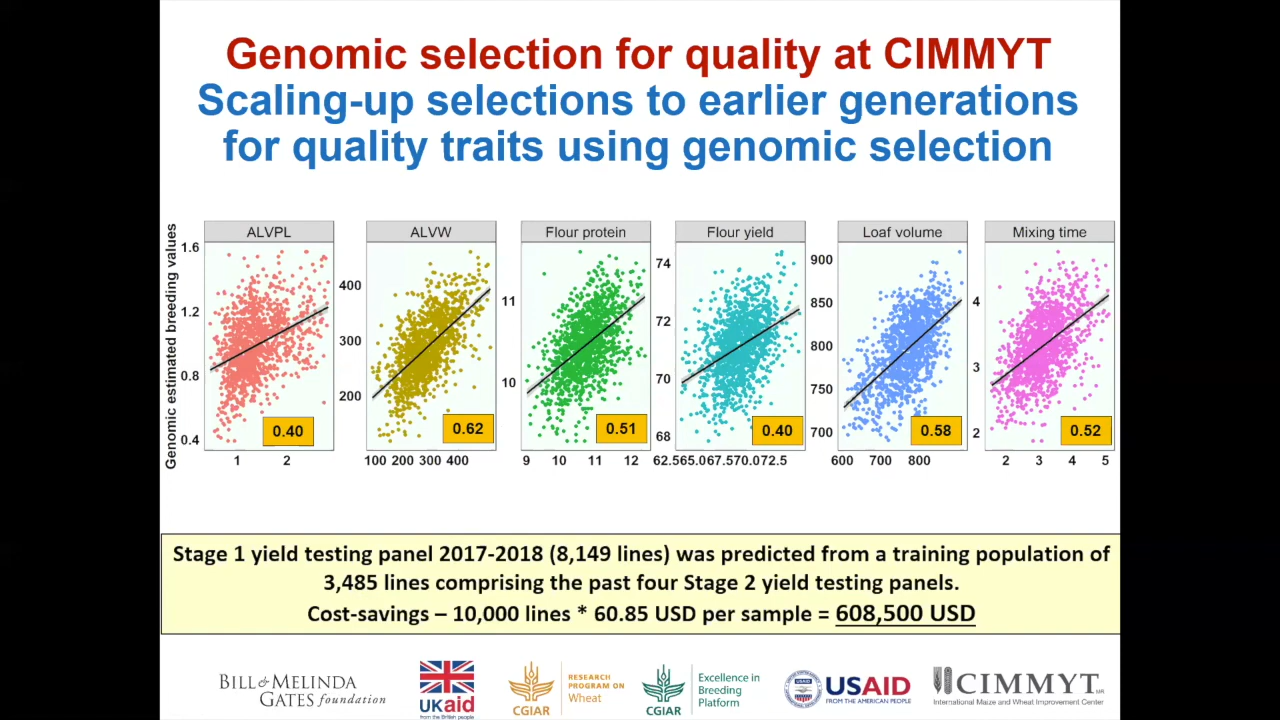 Genomic selection for quality at CIMMYT
Scaling-up selections to earlier generations
for quality traits using genomic selection
Genomic estimated breeding values
ALVPL
1.6
1.2
0.8
0.4
0.40
1 2
ALVW
400
300
200
0.62
100 200 300 400
Flour protein
11
10
0.51
9 10 11 12
Flour yield
74
72
70
68
0.40
62.565.067.570.072.5
Loaf volume
900
850
800
750
700
0.58
600 700 800
Mixing time
4
3
2
0.52
2 3 4 5
Stage 1 yield testing panel 2017-2018 (8,149 lines) was predicted from a training population of
3,485 lines comprising the past four Stage 2 yield testing panels.
Cost-savings – 10,000 lines * 60.85 USD per sample = 608,500 USD
BILL & MELINDA
GATES foundation
UKaid
from the British people
CGIAR
RESEARCH
PROGRAM ON
Wheat
CGIAR
Excellence in
Breeding
Platform
USAID
FROM THE AMERICAN PEOPLE
CIMMYT
International Maize and Wheat Improvement Center